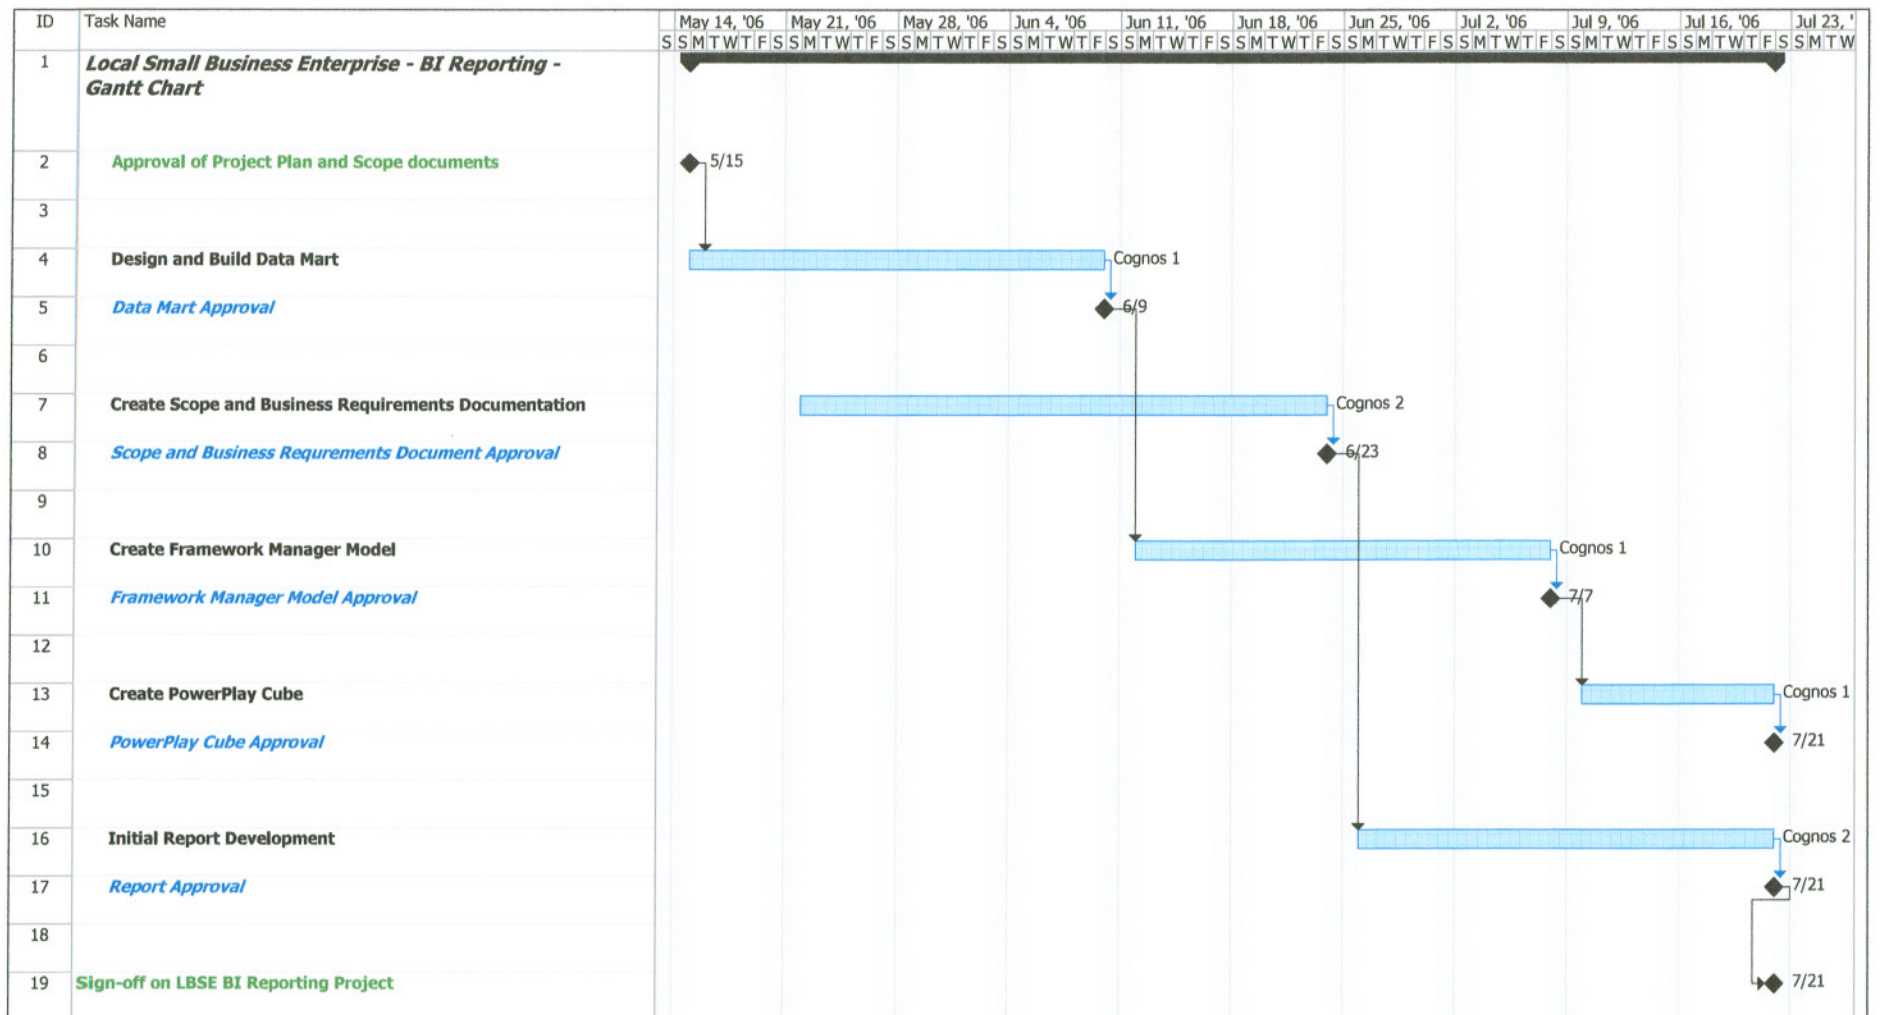 ID Task Name May 14, '06 May 21, '06 May 28, '06 Jun 4, '06 Jun 11, '06 Jun 18, '06 Jun 25, '06 Jul 2, '06 Jul 9, '06 Jul 16, '06 Jul 23, '
S S M T W T F S S M T W T F S S M T W T F S S M T W T F S S M T W T F S S M T W T F S S M T W T F S S M T W T F S S M T W T F S S M T W T F S S M T W
1 Local Small Business Enterprise - BI Reporting -
Gantt Chart
2 Approval of Project Plan and Scope documents 5/15
3
4 Design and Build Data Mart Cognos 1
5 Data Mart Approval 6/9
6
7 Create Scope and Business Requirements Documentation Cognos 2
8 Scope and Business Requrements Document Approval 6/23
9
10 Create Framework Manager Model Cognos 1
11 Framework Manager Model Approval 7/7
12
13 Create PowerPlay Cube Cognos 1
14 PowerPlay Cube Approval 7/21
15
16 Initial Report Development Cognos 2
17 Report Approval 7/21
18
19 Sign-off on LBSE BI Reporting Project 7/21